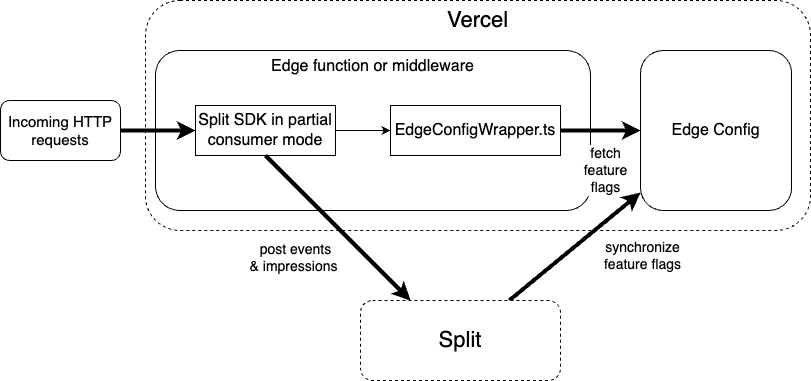 Vercel
Edge function or middleware
Incoming HTTP
requests
Split SDK in partial
consumer mode
EdgeConfigWrapper.ts
Edge Config
fetch
feature
flags
post events
& impressions
synchronize
feature flags
Split